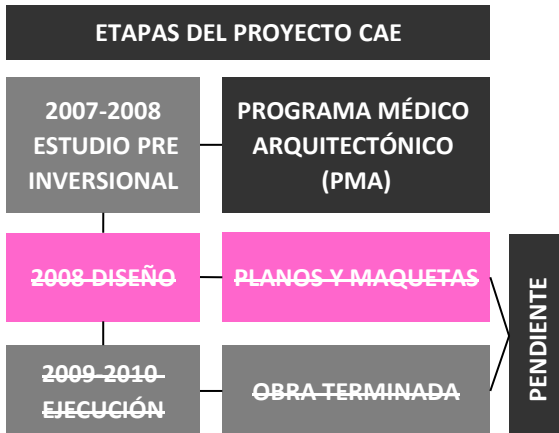 ETAPAS DEL PROYECTO CAE
2007-2008
ESTUDIO PRE
INVERSIONAL
PROGRAMA MÉDICO
ARQUITECTÓNICO
(PMA)
2008 DISEÑO
PLANOS Y MAQUETAS
2009-2010
EJECUCIÓN
OBRA TERMINADA
PENDIENTE